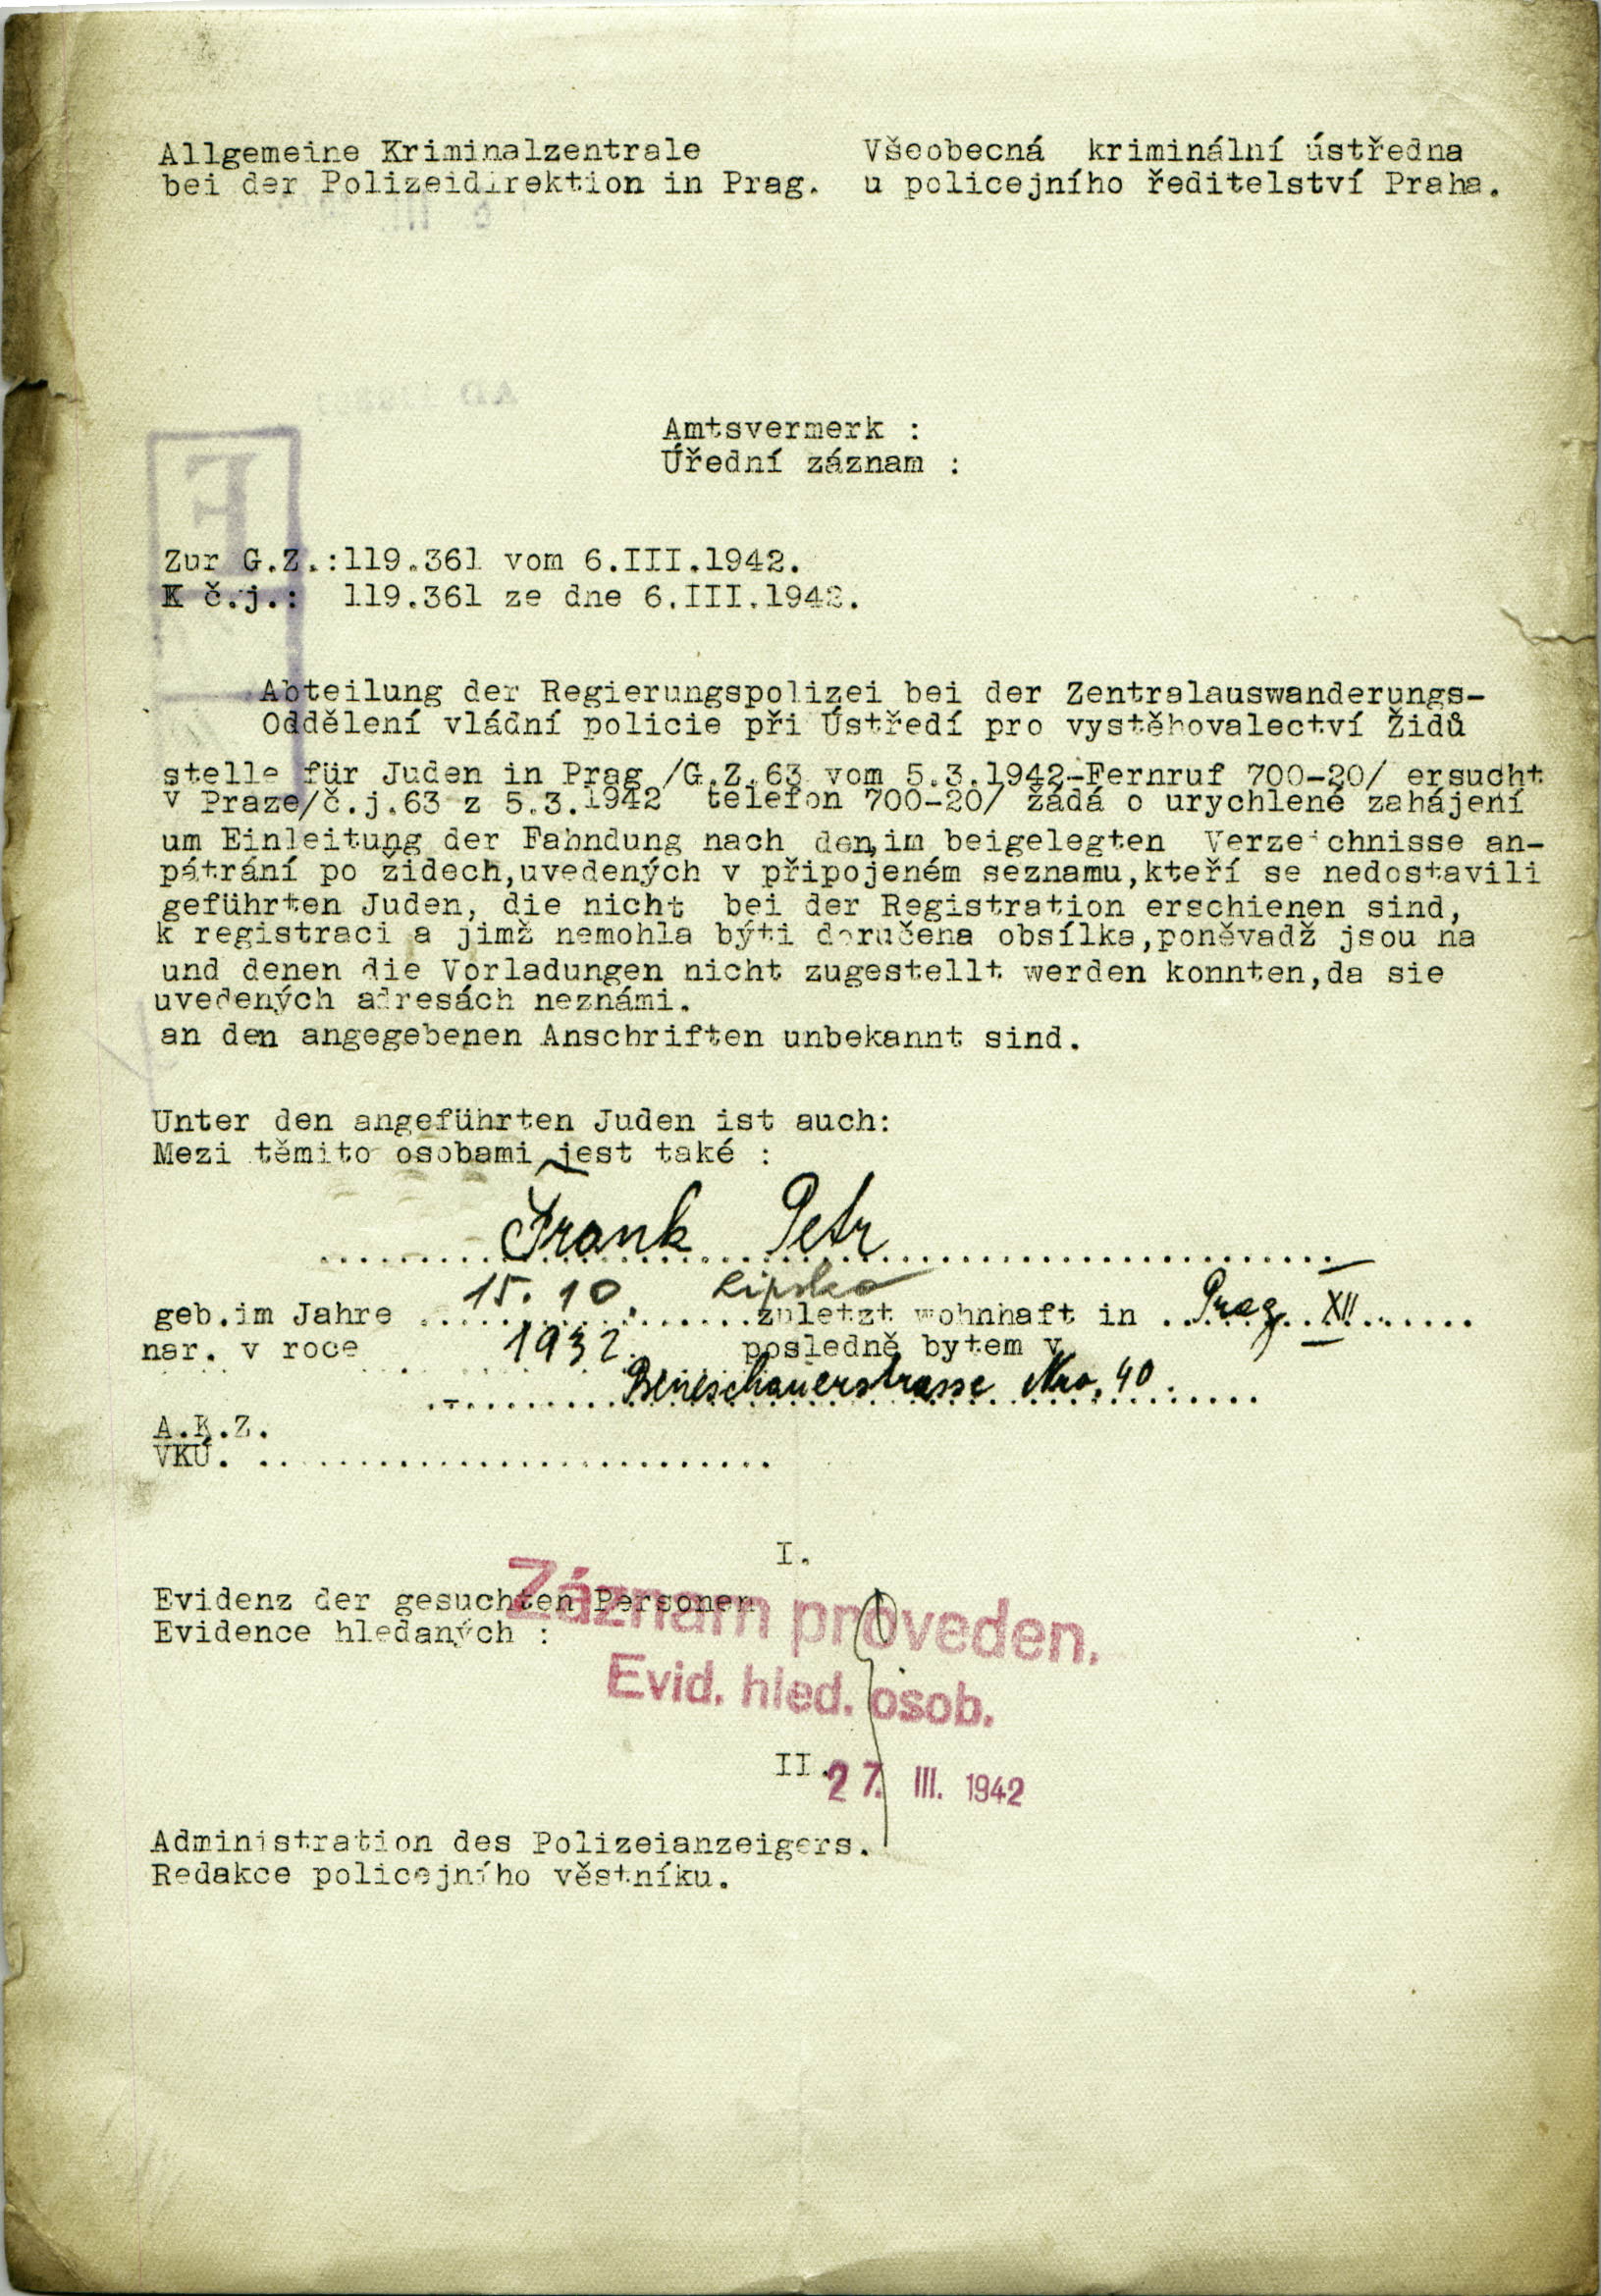 Allgemeine Kriminalzentrale Všeobecná kriminální ústředna
bei der Polizeidirektion in Prag. u policejního ředitelství Praha.
Amtsvermerk :
Úřední záznam :
Zur G.Z.:119.361 vom 6.III.1942.
K č.j.: 119.361 ze dne 6.III.1942.
Abteilung der Regierungspolizei bei der Zentralauswanderungs-
Oddělení vládní policie při Ústředí pro vystěhovalectví Židů
stelle für Juden in Prag /G.Z.63 vom 5.3.1942-Fernruf 700-20/ ersucht
v Praze/č.j.63 z 5.3.1942 telefon 700-20/ žádá o urychlené zahájení
um Einleitung der Fahndung nach den,im beigelegten Verzeichnisse an-
pátrání po židech,uvedených v připojeném seznamu,kteří se nedostavili
geführten Juden, die nicht bei der Registration erschienen sind,
k registraci a jimž nemohla býti doručena obsílka,poněvadž jsou na
und denen die Vorladungen nicht zugestellt werden konnten,da sie
uvedených adresách neznámi.
an den angegebenen Anschriften unbekannt sind.
Unter den angeführten Juden ist auch:
Mezi těmito osobami jest také :
Frank Petr
15. 10. Lipsko
geb.im Jahre zuletzt wohnhaft in Prag XII
nar. v roce 1932 posledně bytem v
Beneschauerstrasse Nro. 40
A.K.Z.
VKÚ.
I.
Evidenz der gesuchten Personen
Evidence hledaných :
Záznam proveden.
Evid. hled. osob.
II.
27. III. 1942
Administration des Polizeianzeigers.
Redakce policejního věstníku.